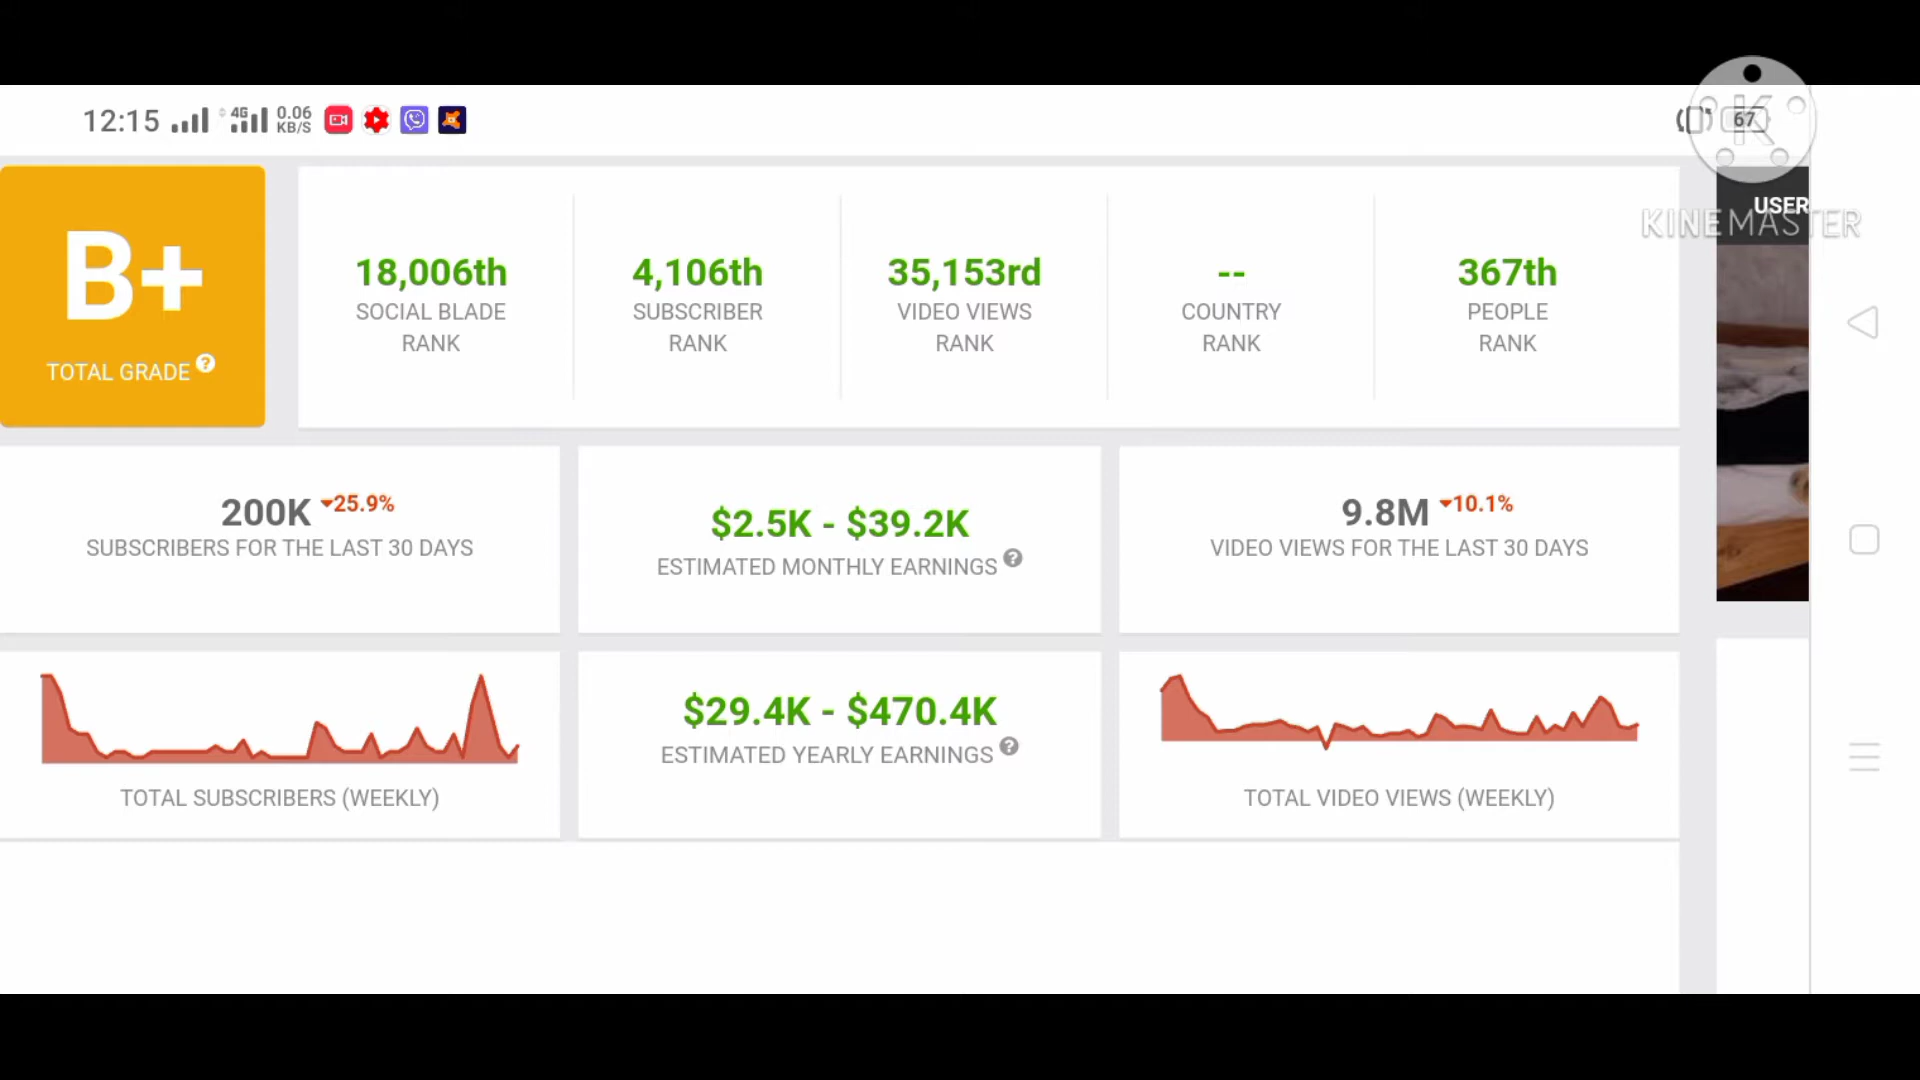 12:15 4G 0.06 KB/S 67
K
KINEMASTER
USER
B+
TOTAL GRADE ?
18,006th
SOCIAL BLADE
RANK
4,106th
SUBSCRIBER
RANK
35,153rd
VIDEO VIEWS
RANK
--
COUNTRY
RANK
367th
PEOPLE
RANK
200K 25.9%
SUBSCRIBERS FOR THE LAST 30 DAYS
$2.5K - $39.2K
ESTIMATED MONTHLY EARNINGS ?
9.8M 10.1%
VIDEO VIEWS FOR THE LAST 30 DAYS
TOTAL SUBSCRIBERS (WEEKLY)
$29.4K - $470.4K
ESTIMATED YEARLY EARNINGS ?
TOTAL VIDEO VIEWS (WEEKLY)